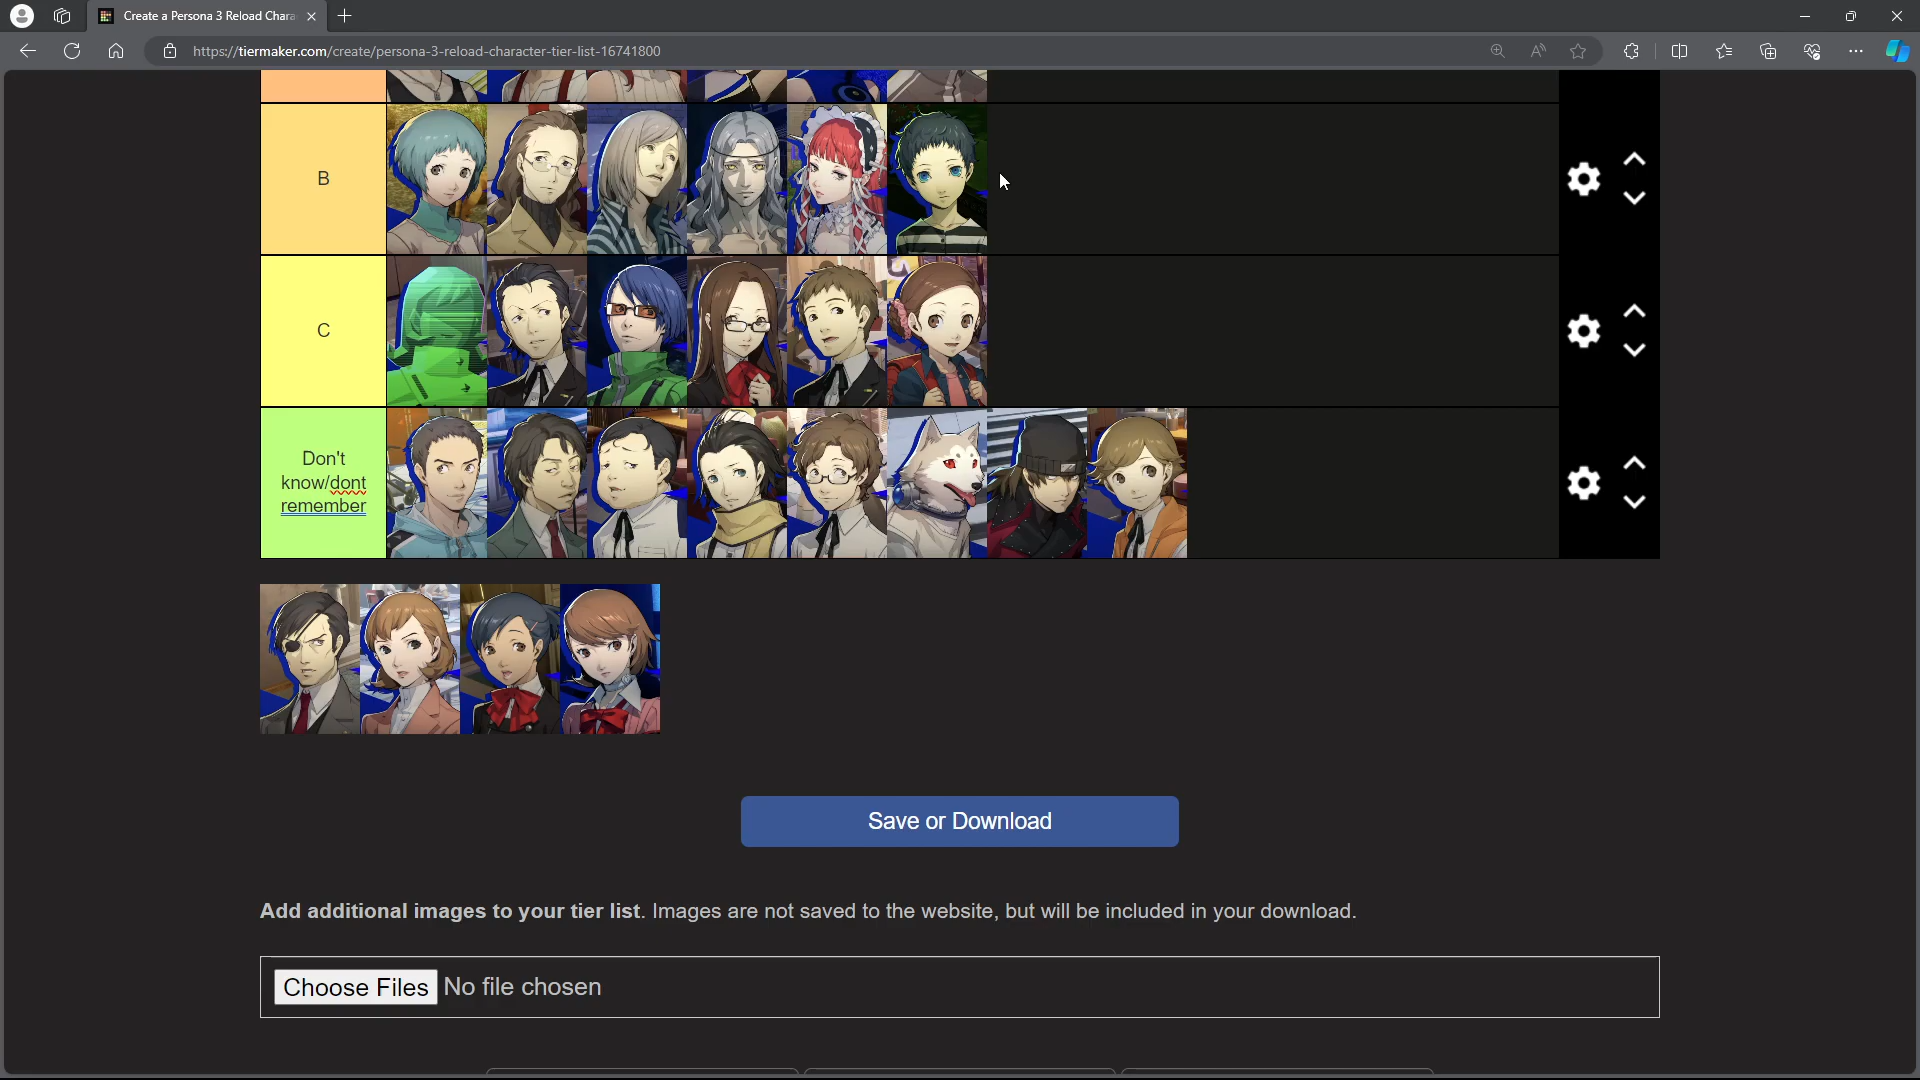 Create a Persona 3 Reload Chara
https://tiermaker.com/create/persona-3-reload-character-tier-list-16741800
B
C
Don't
know/dont
remember
Save or Download
Add additional images to your tier list. Images are not saved to the website, but will be included in your download.
Choose Files No file chosen